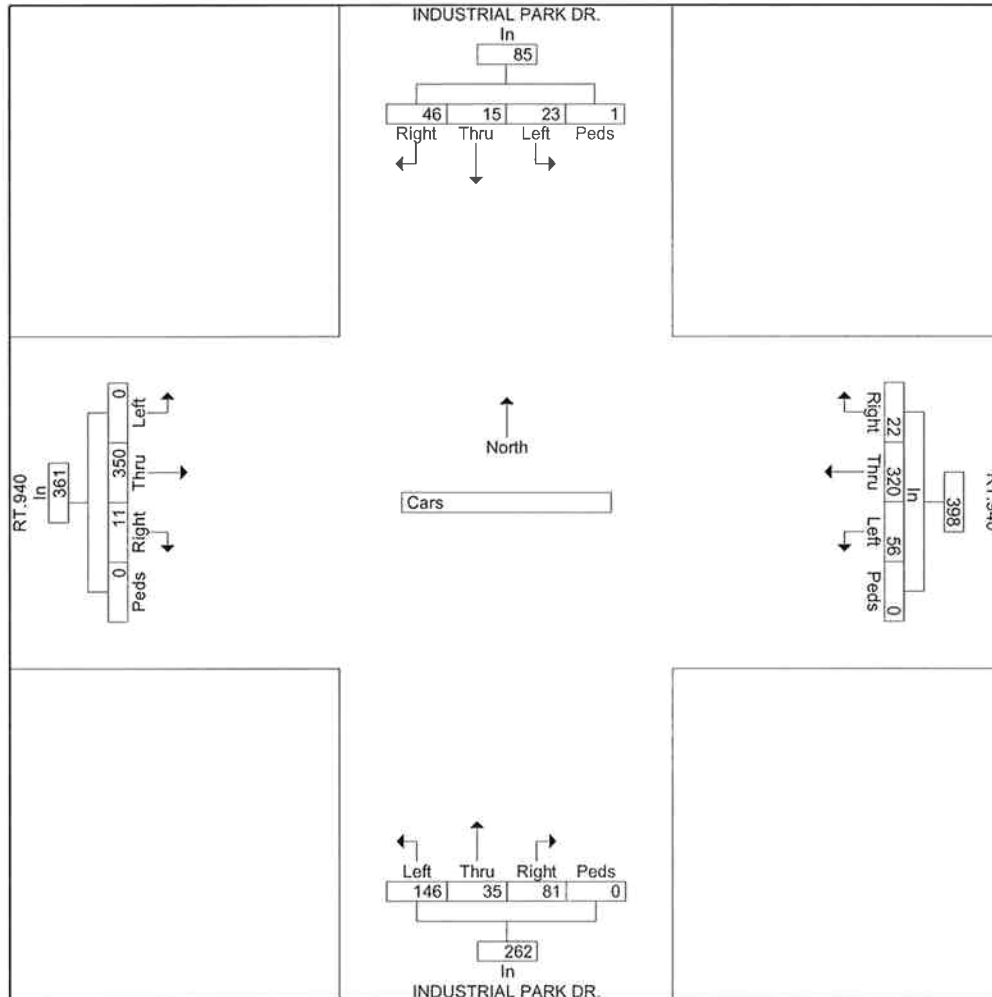 INDUSTRIAL PARK DR.
In
85
46 15 23 1
Right Thru Left Peds
RT.940
In
361
0 350 11 0
Left Thru Right Peds
North
Cars
Right Thru Left Peds
22 320 56 0
In
398
Left Thru Right Peds
146 35 81 0
262
In
INDUSTRIAL PARK DR.